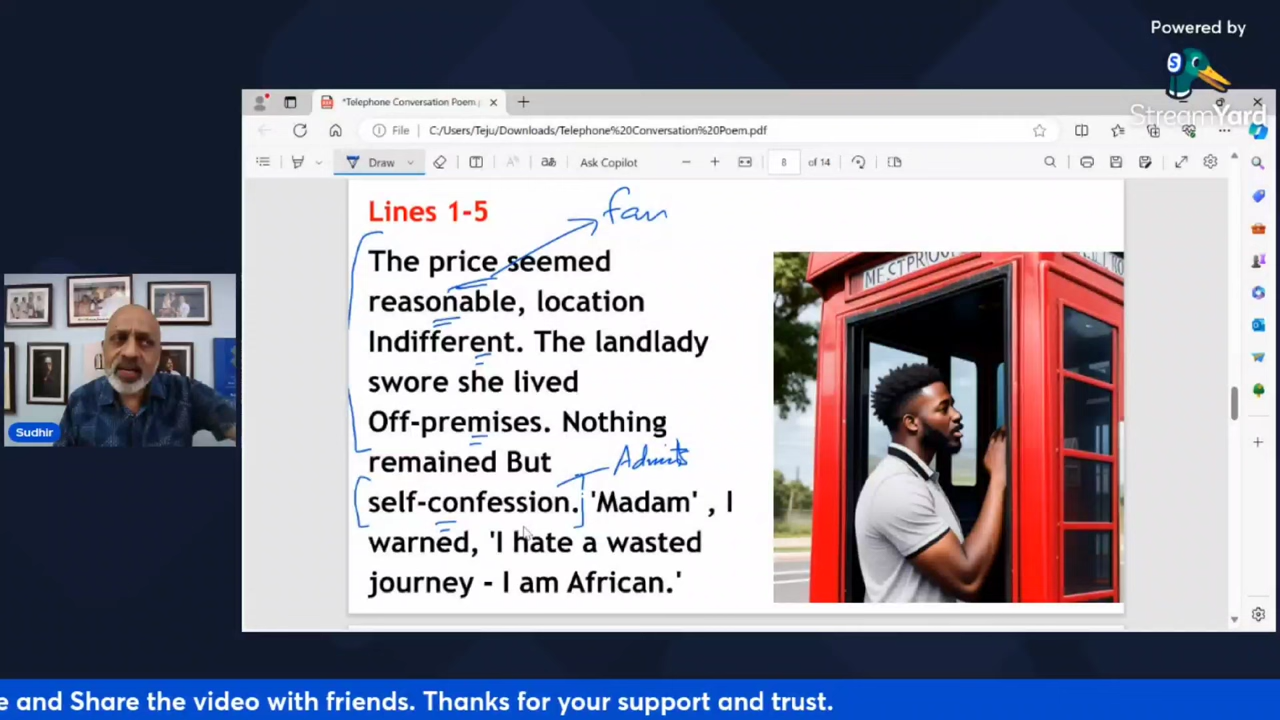 Powered by
StreamYard
*Telephone Conversation Poem.p
File
C:/Users/Teju/Downloads/Telephone%20Conversation%20Poem.pdf
Draw
Ask Copilot
8 of 14
Lines 1-5
fair
The price seemed
reasonable, location
Indifferent. The landlady
swore she lived
Off-premises. Nothing
remained But
Admits
self-confession. 'Madam' , I
warned, 'I hate a wasted
journey - I am African.'
Sudhir
e and Share the video with friends. Thanks for your support and trust.